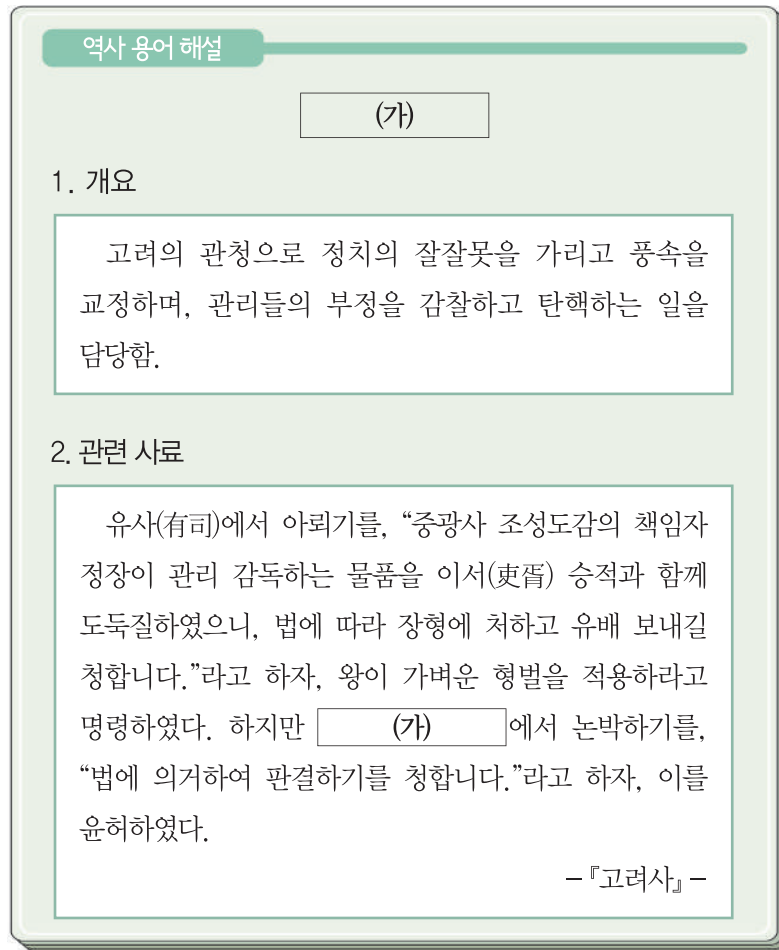 역사 용어 해설
(가)
1. 개요
고려의 관청으로 정치의 잘잘못을 가리고 풍속을
교정하며, 관리들의 부정을 감찰하고 탄핵하는 일을
담당함.
2. 관련 사료
유사(有司)에서 아뢰기를, “중광사 조성도감의 책임자
정장이 관리 감독하는 물품을 이서(吏胥) 승적과 함께
도둑질하였으니, 법에 따라 장형에 처하고 유배 보내길
청합니다.”라고 하자, 왕이 가벼운 형벌을 적용하라고
명령하였다. 하지만 (가) 에서 논박하기를,
“법에 의거하여 판결하기를 청합니다.”라고 하자, 이를
윤허하였다.
－『고려사』－